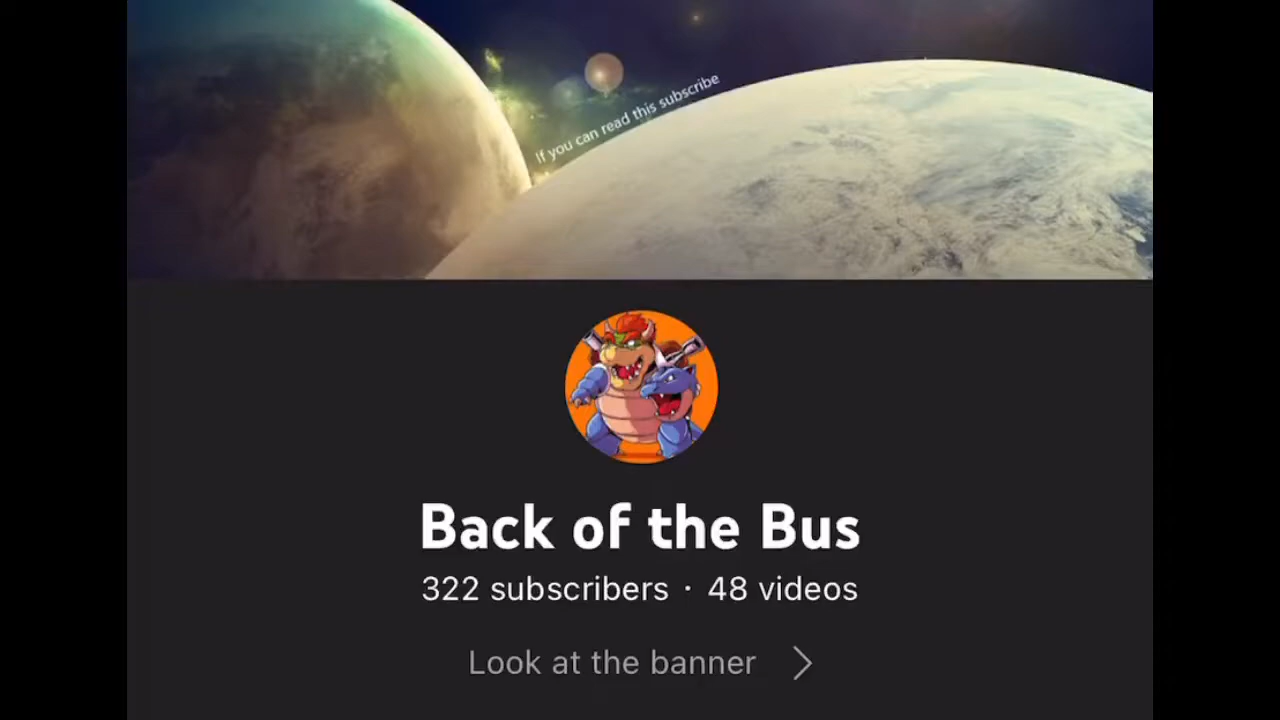 If you can read this subscribe
Back of the Bus
322 subscribers · 48 videos
Look at the banner